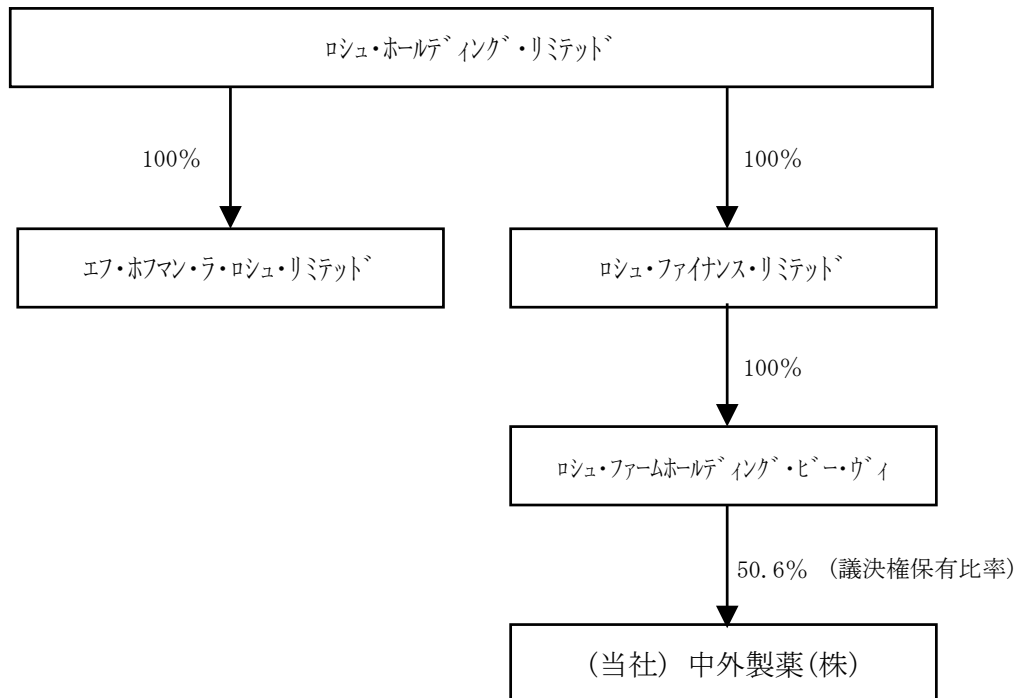 ロシュ・ホールディング・リミテッド
100%
100%
エフ・ホフマン・ラ・ロシュ・リミテッド
ロシュ・ファイナンス・リミテッド
100%
ロシュ・ファームホールディング・ビー・ヴィ
50.6% (議決権保有比率)
(当社) 中外製薬(株)